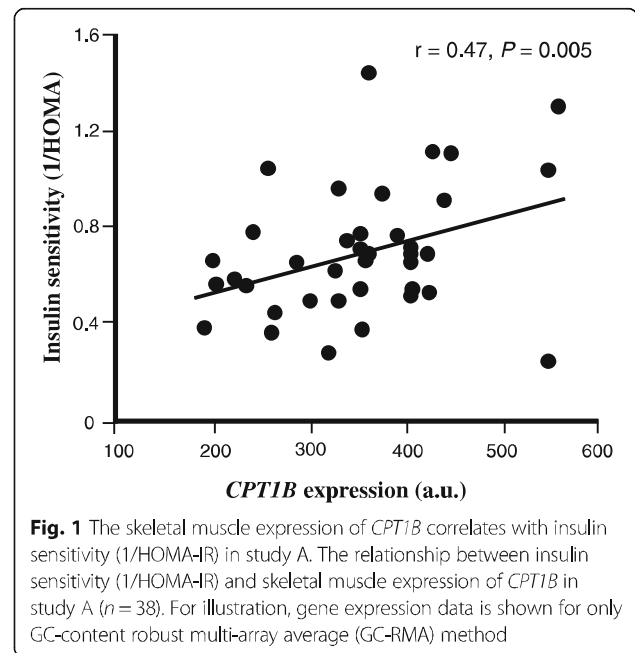 1.6
r = 0.47, P = 0.005
1.2
0.8
0.4
0
Insulin sensitivity (1/HOMA)
100 200 300 400 500 600
CPT1B expression (a.u.)
Fig. 1 The skeletal muscle expression of CPT1B correlates with insulin
sensitivity (1/HOMA-IR) in study A. The relationship between insulin
sensitivity (1/HOMA-IR) and skeletal muscle expression of CPT1B in
study A (n = 38). For illustration, gene expression data is shown for only
GC-content robust multi-array average (GC-RMA) method